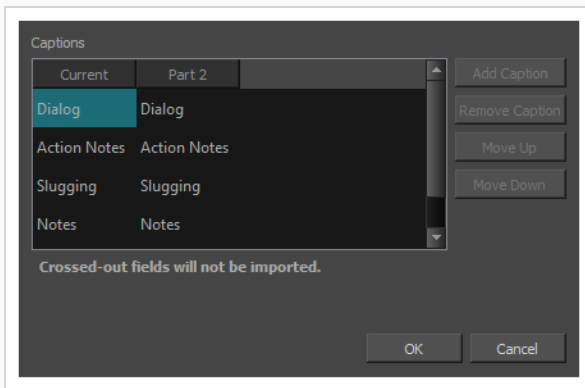 Captions
Current Part 2
Add Caption
Dialog Dialog
Remove Caption
Action Notes Action Notes
Move Up
Slugging Slugging
Move Down
Notes Notes
Crossed-out fields will not be imported.
OK Cancel